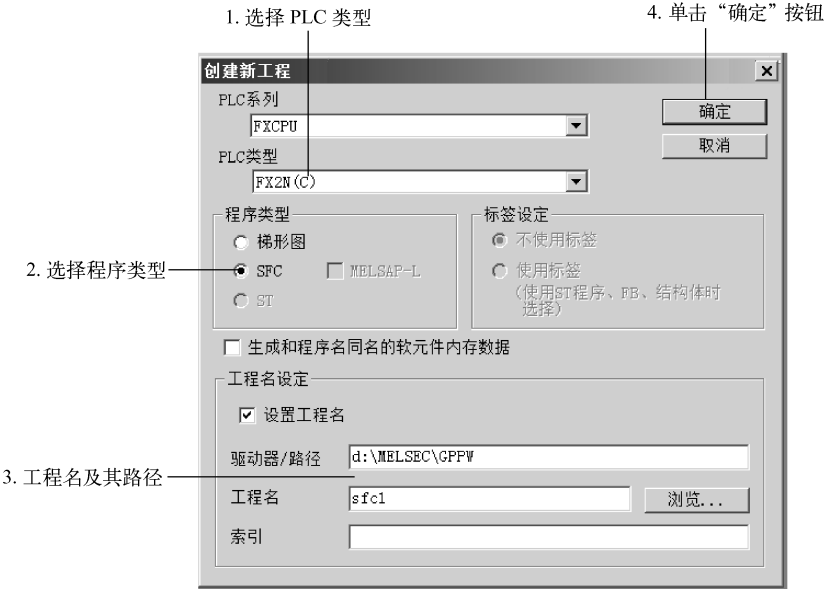 1. 选择 PLC 类型
4. 单击“确定”按钮
创建新工程
PLC系列
确定
FXCPU
取消
PLC类型
FX2N(C)
程序类型
标签设定
梯形图
不使用标签
2. 选择程序类型
SFC
MELSAP-L
使用标签
ST
(使用ST程序、FB、结构体时
选择)
生成和程序名同名的软元件内存数据
工程名设定
设置工程名
驱动器/路径
d:\MELSEC\GPPW
3. 工程名及其路径
工程名
sfc1
浏览...
索引